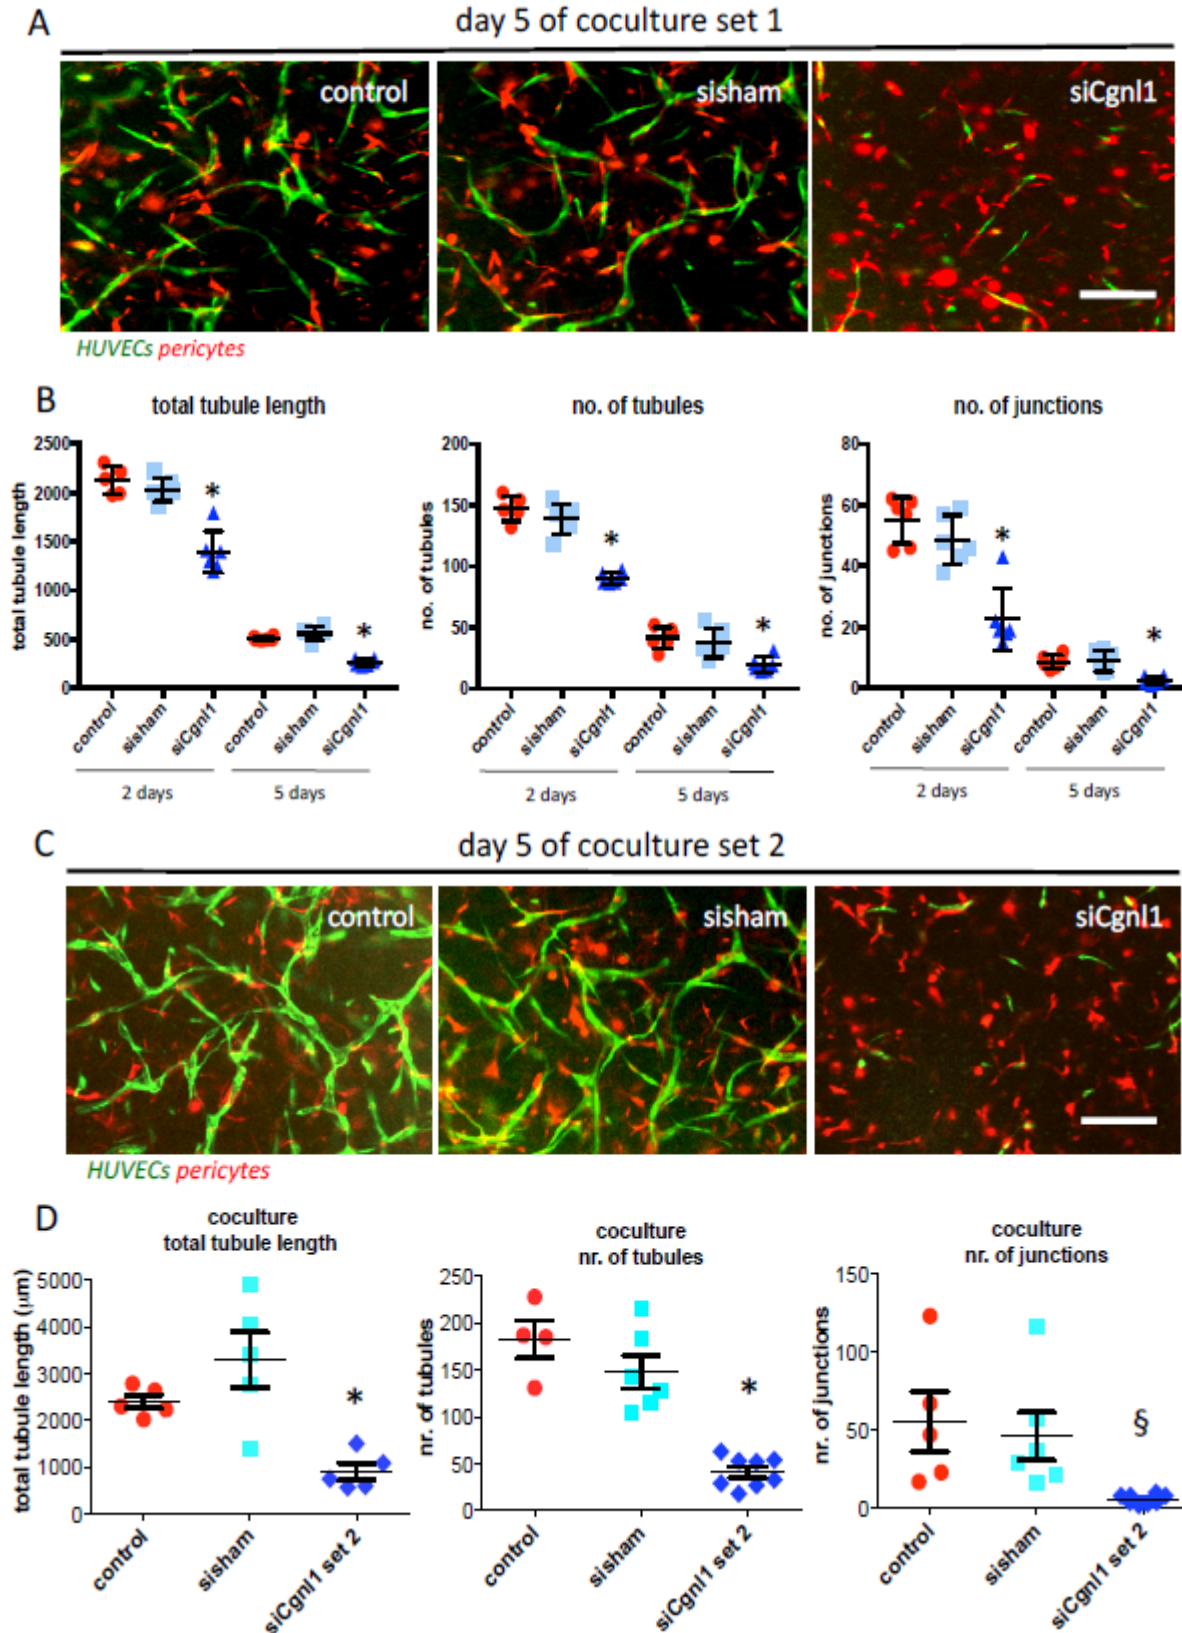 A
day 5 of coculture set 1
control
sisham
siCgnl1
HUVECs pericytes
B
total tubule length
no. of tubules
no. of junctions
total tubule length
2500
2000
1500
1000
500
0
*
*
control
sisham
siCgnl1
control
sisham
siCgnl1
2 days
5 days
no. of tubules
200
150
100
50
0
*
*
control
sisham
siCgnl1
control
sisham
siCgnl1
2 days
5 days
no. of junctions
80
60
40
20
0
*
*
control
sisham
siCgnl1
control
sisham
siCgnl1
2 days
5 days
C
day 5 of coculture set 2
control
sisham
siCgnl1
HUVECs pericytes
D
coculture
total tubule length
total tubule length (μm)
5000
4000
3000
2000
1000
0
*
control
sisham
siCgnl1 set 2
coculture
nr. of tubules
nr. of tubules
250
200
150
100
50
0
*
control
sisham
siCgnl1 set 2
coculture
nr. of junctions
nr. of junctions
150
100
50
0
§
control
sisham
siCgnl1 set 2